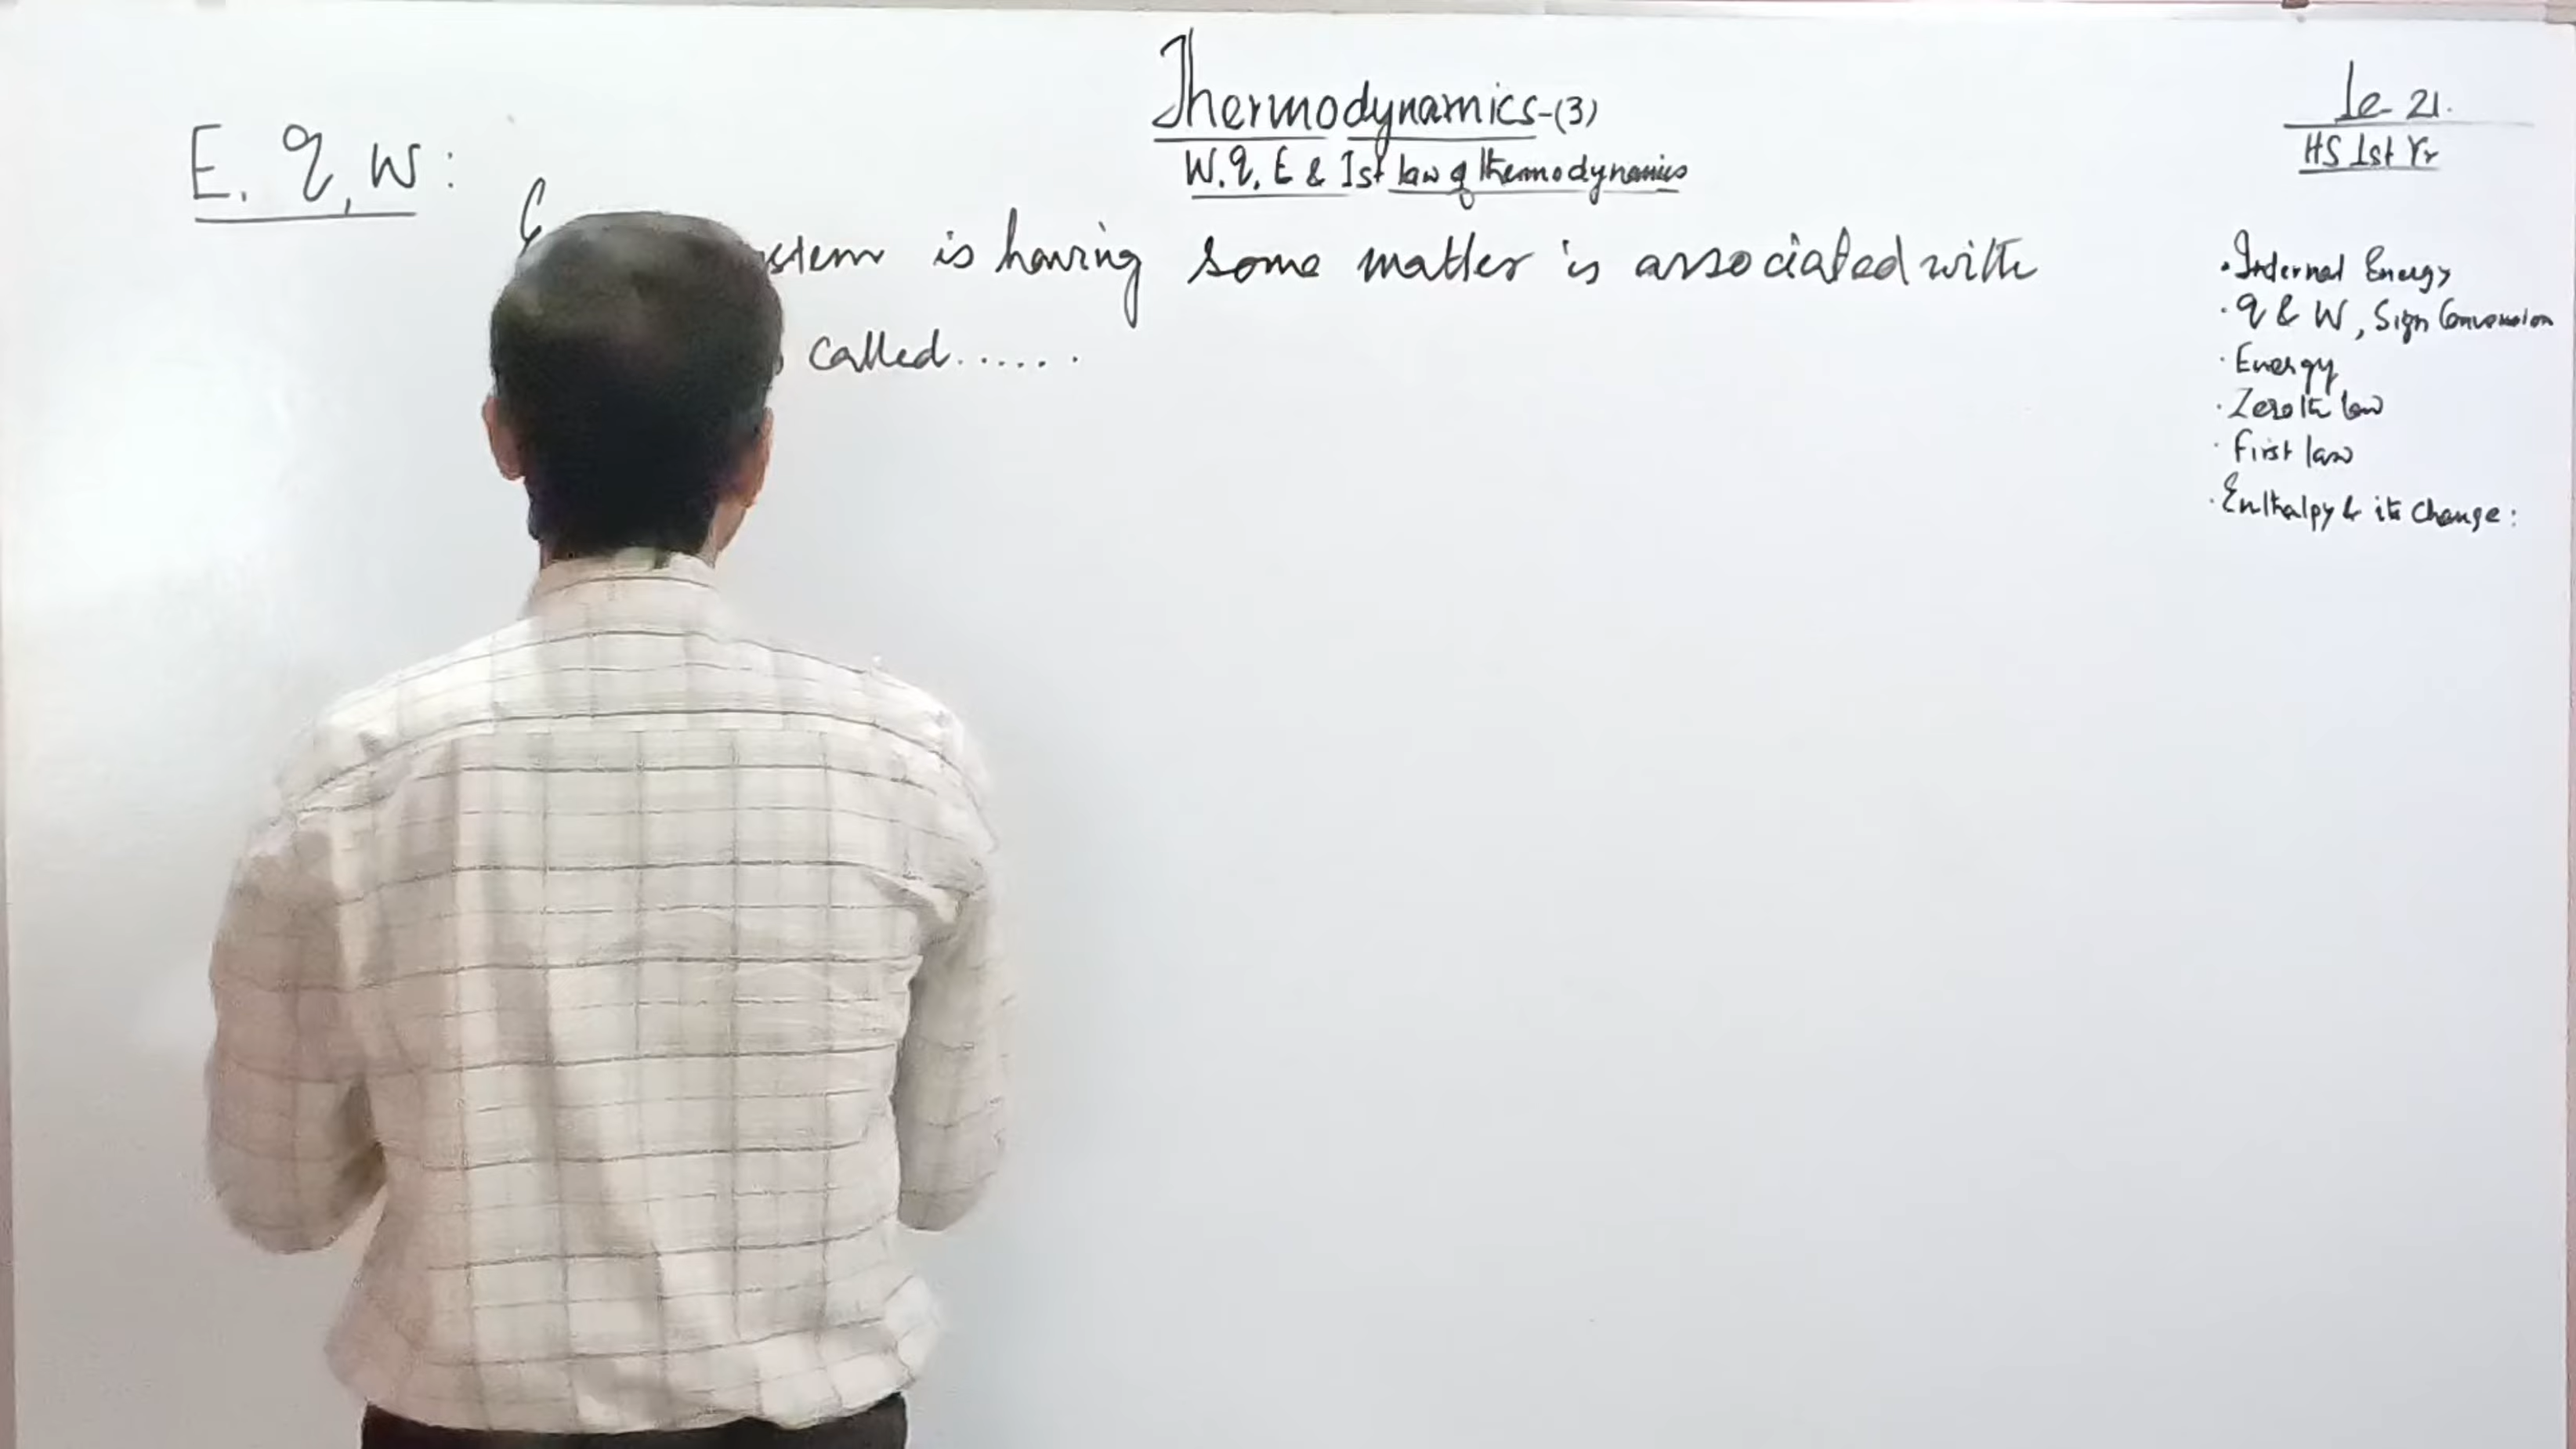 Thermodynamics-(3)
W.q, E & Ist law of thermodynamics
Le-21.
HS 1st Yr
E, q, W:
is having some matter is associated with
called......
· Internal Energy
· q & W, Sign Convension
· Energy
· Zeroth law
· First law
· Enthalpy & its Change: